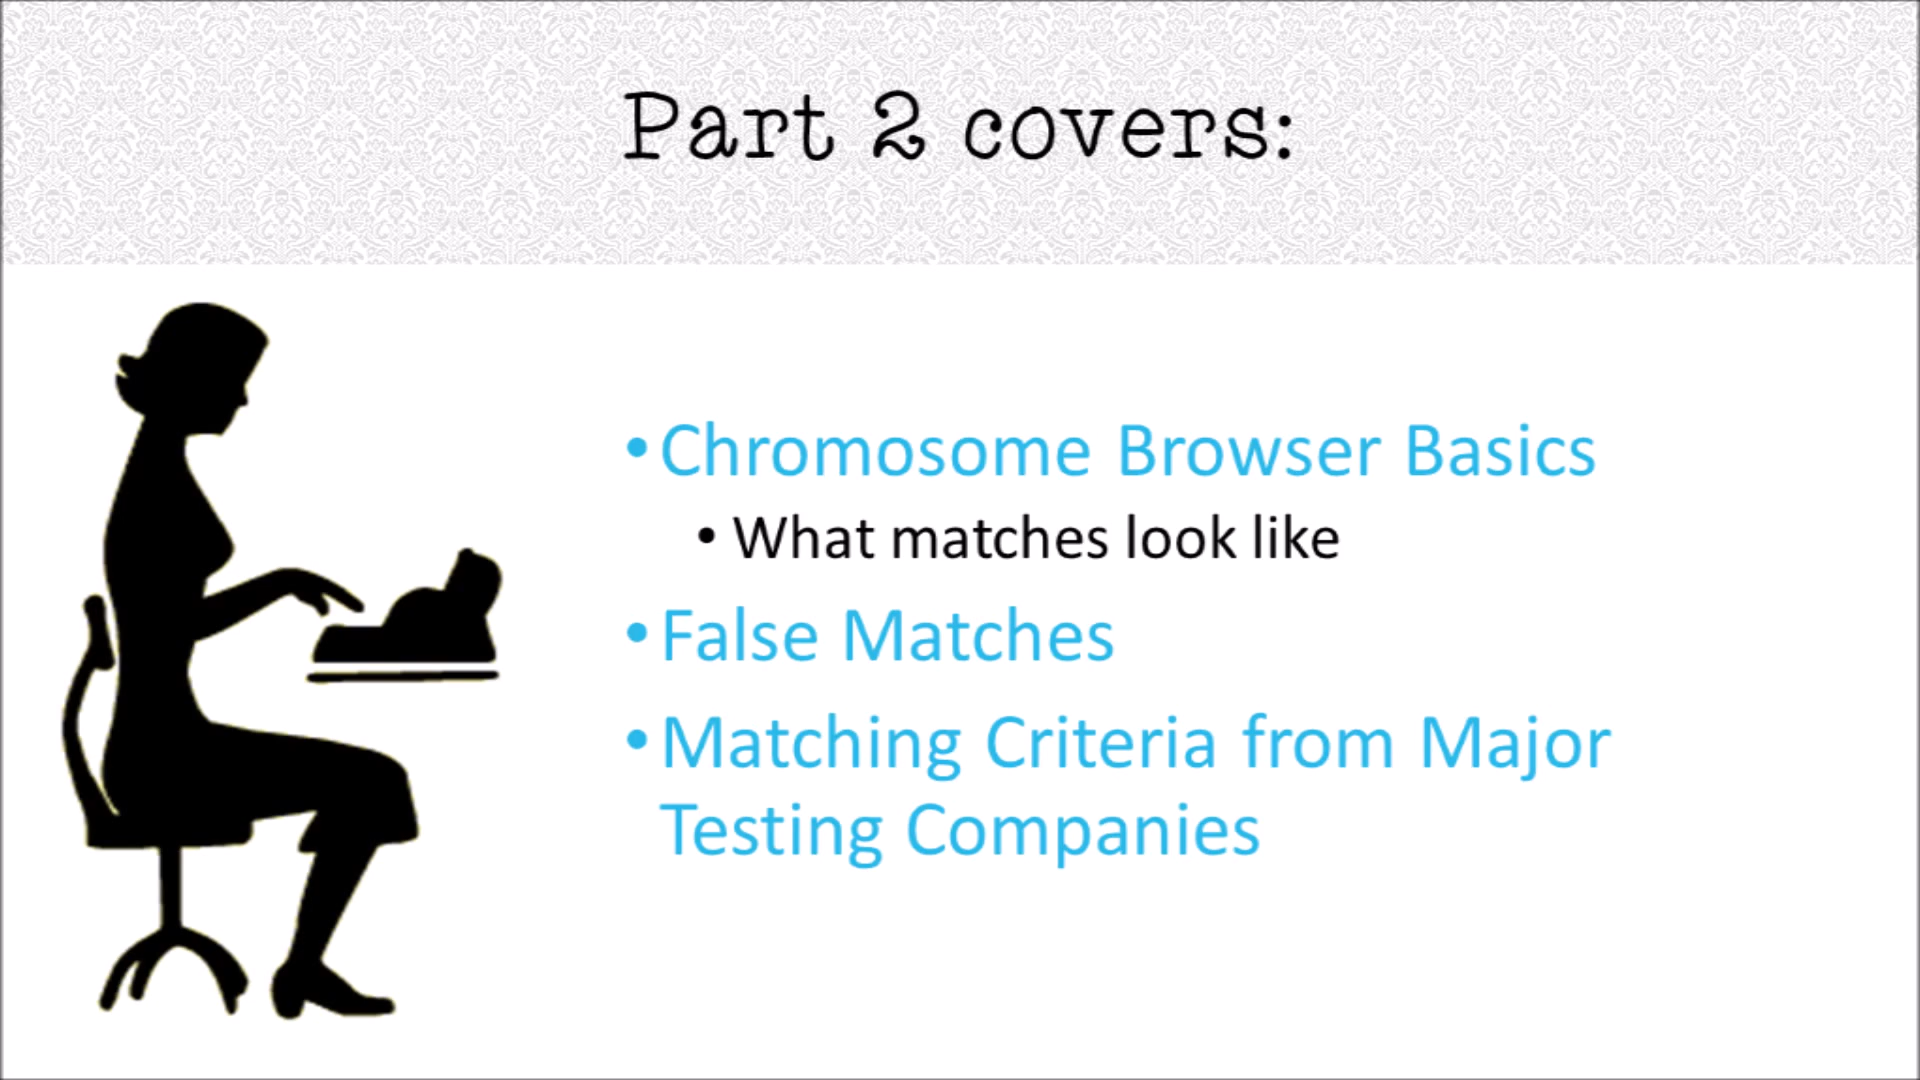 Part 2 covers:
• Chromosome Browser Basics
• What matches look like
• False Matches
• Matching Criteria from Major
Testing Companies